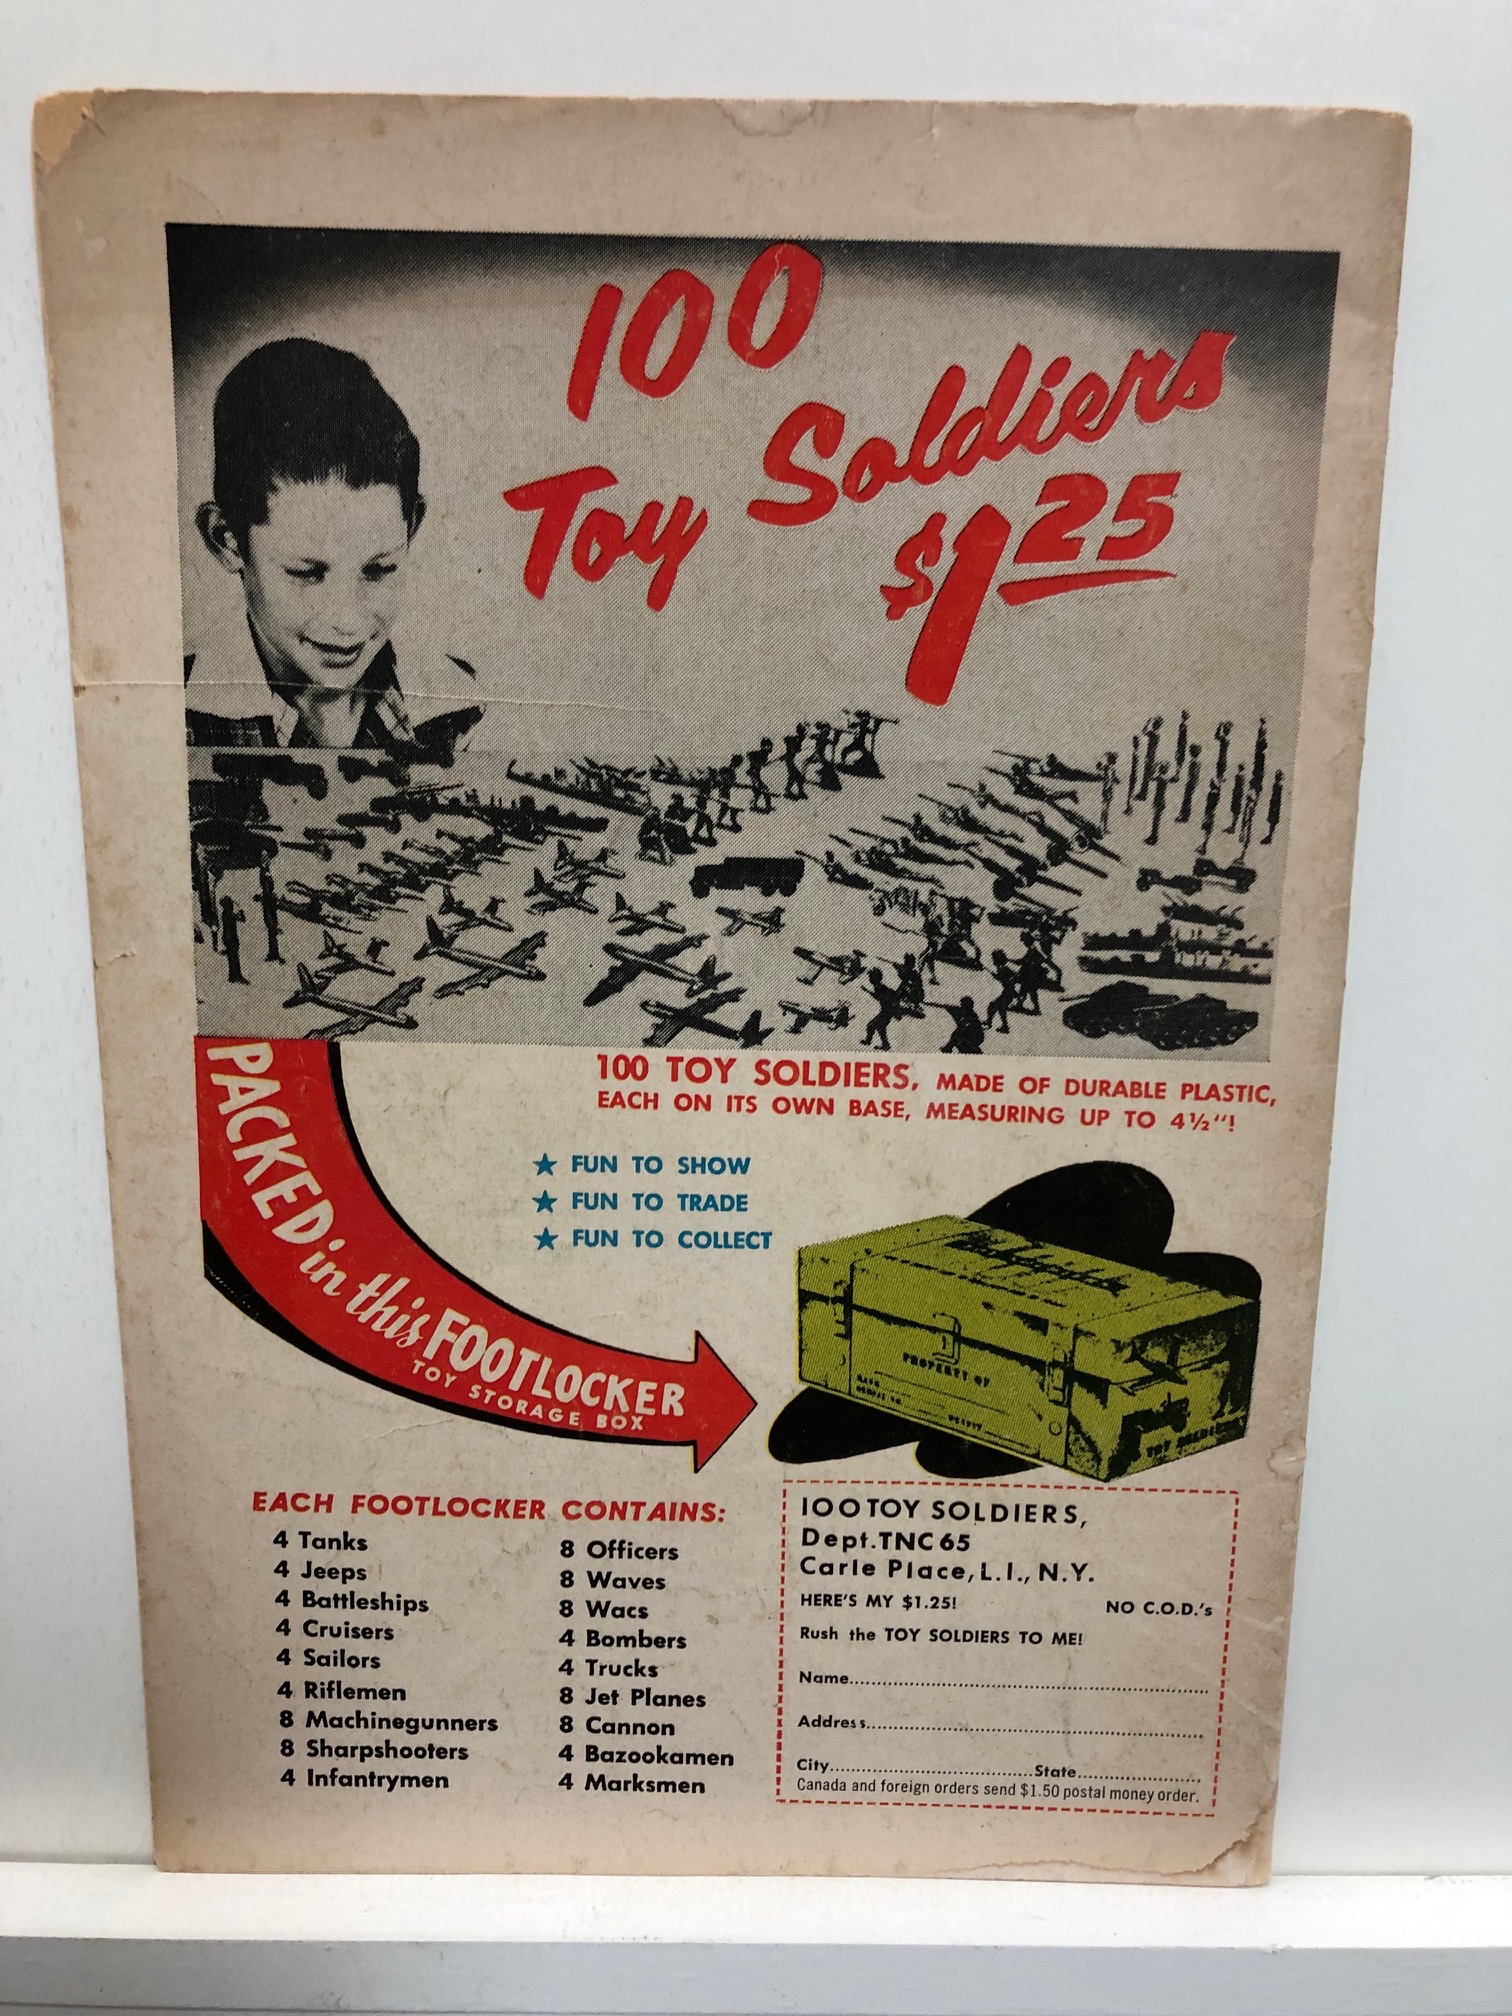 100
Toy Soldiers
$1 25
100 TOY SOLDIERS, MADE OF DURABLE PLASTIC,
EACH ON ITS OWN BASE, MEASURING UP TO 4½"!
★ FUN TO SHOW
★ FUN TO TRADE
★ FUN TO COLLECT
PACKED in this FOOTLOCKER
TOY STORAGE BOX
PROPERTY OF
TOY SOLDIERS
EACH FOOTLOCKER CONTAINS:
4 Tanks
4 Jeeps
4 Battleships
4 Cruisers
4 Sailors
4 Riflemen
8 Machinegunners
8 Sharpshooters
4 Infantrymen
8 Officers
8 Waves
8 Wacs
4 Bombers
4 Trucks
8 Jet Planes
8 Cannon
4 Bazookamen
4 Marksmen
100 TOY SOLDIERS,
Dept. TNC 65
Carle Place, L.I., N.Y.
HERE'S MY $1.25! NO C.O.D.'s
Rush the TOY SOLDIERS TO ME!
Name
Address
City State
Canada and foreign orders send $1.50 postal money order.